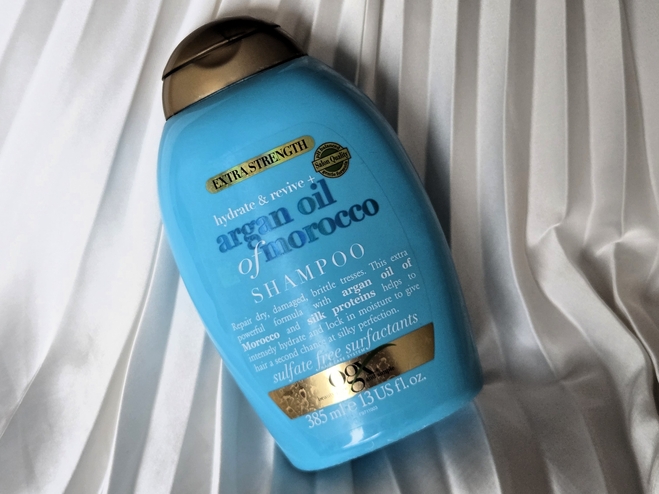 EXTRA STRENGTH
Salon Quality
hydrate & revive +
argan oil
of morocco
SHAMPOO
Repair dry, damaged, brittle tresses. This extra
powerful formula with argan oil of
Morocco and silk proteins helps to
intensely hydrate and lock in moisture to give
hair a second chance at silky perfection.
sulfate free surfactants
ogx
385 ml e 13 US fl. oz.